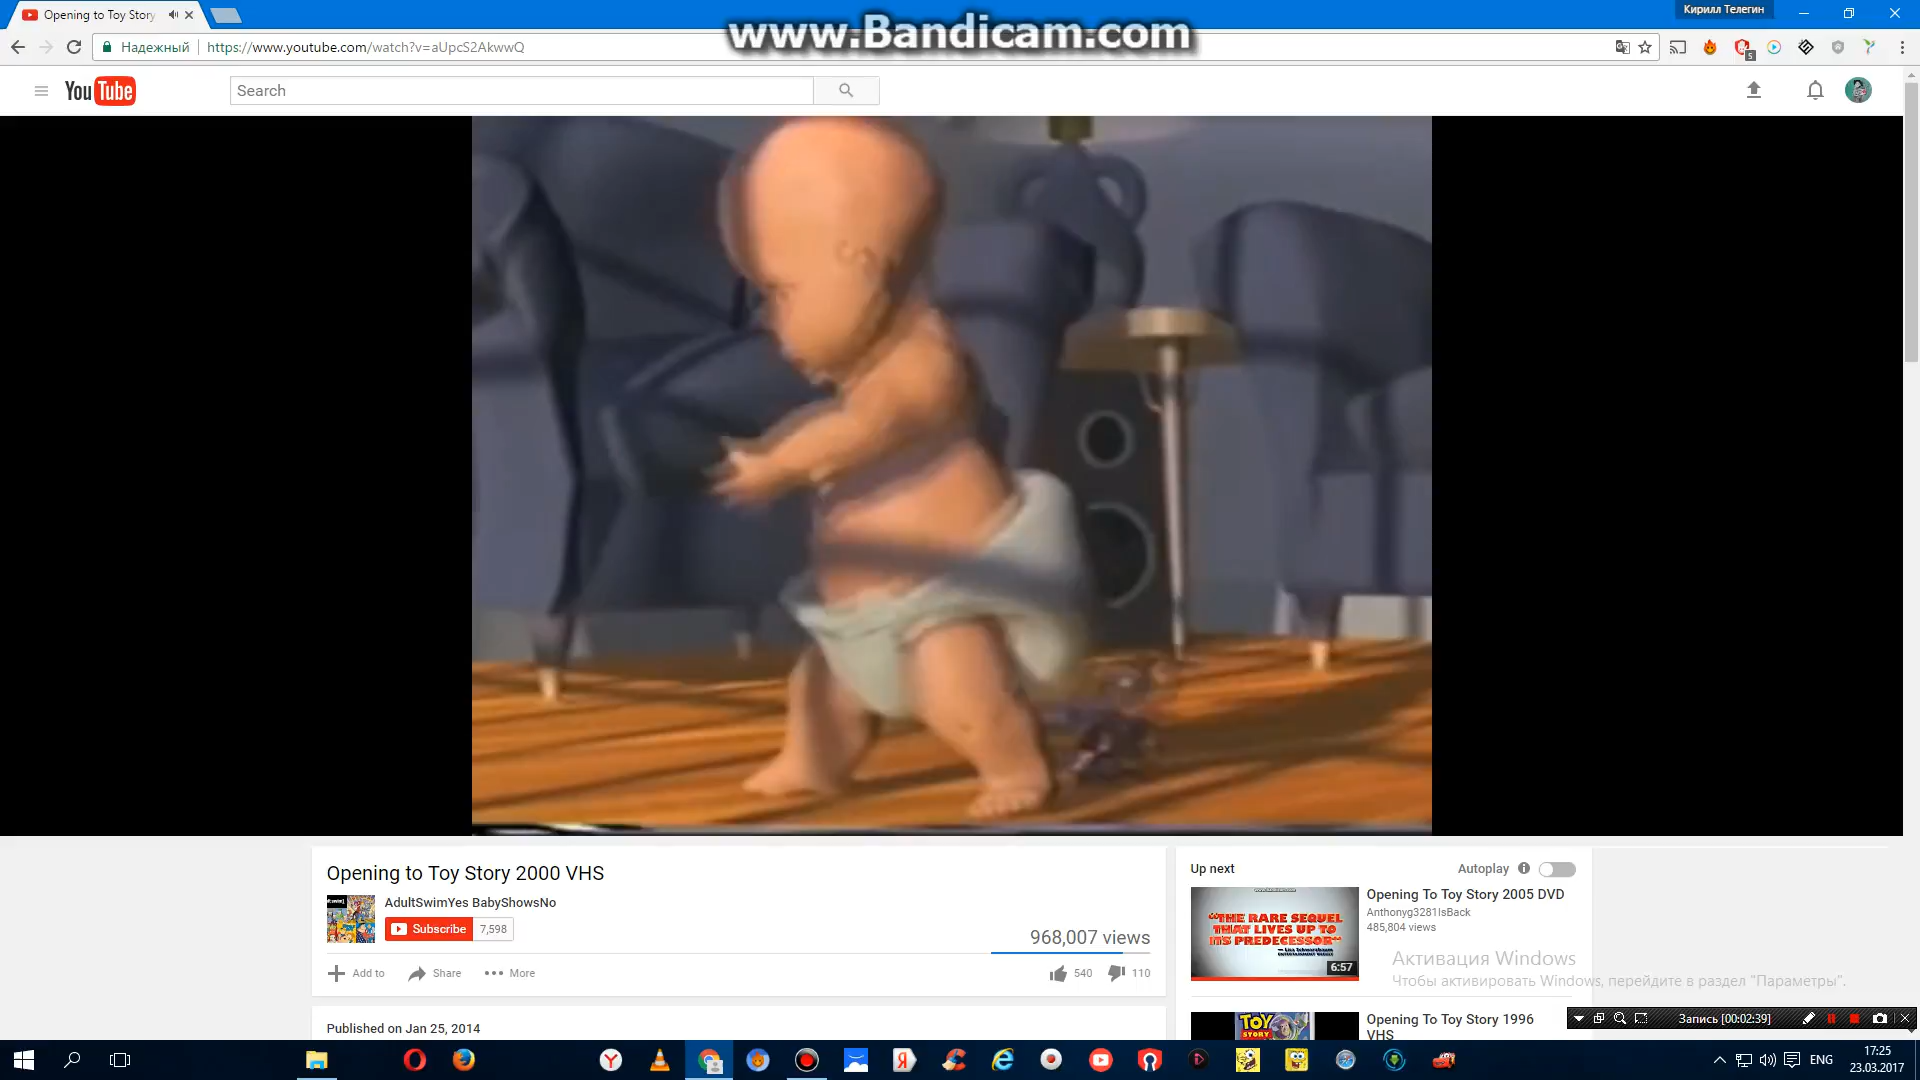 Opening to Toy Story
www.Bandicam.com
Кирилл Телегин
Надежный
https://www.youtube.com/watch?v=aUpcS2AkwwQ
5
YouTube
Search
Opening to Toy Story 2000 VHS
AdultSwimYes BabyShowsNo
Subscribe 7,598
968,007 views
Add to Share More
540 110
Published on Jan 25, 2014
Up next
Autoplay
"THE RARE SEQUEL
THAT LIVES UP TO
ITS PREDECESSOR"
6:57
Opening To Toy Story 2005 DVD
Anthonyg3281IsBack
485,804 views
Активация Windows
Чтобы активировать Windows, перейдите в раздел "Параметры".
TOY
STORY
Opening To Toy Story 1996
VHS
Запись [00:02:39]
ENG
17:25
23.03.2017